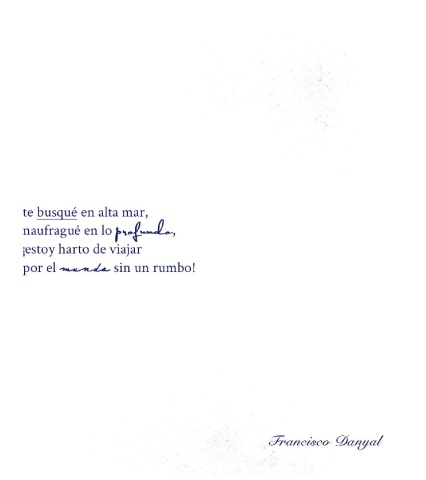 te busqué en alta mar,
naufragué en lo profundo,
¡estoy harto de viajar
por el mundo sin un rumbo!
Francisco Danyal